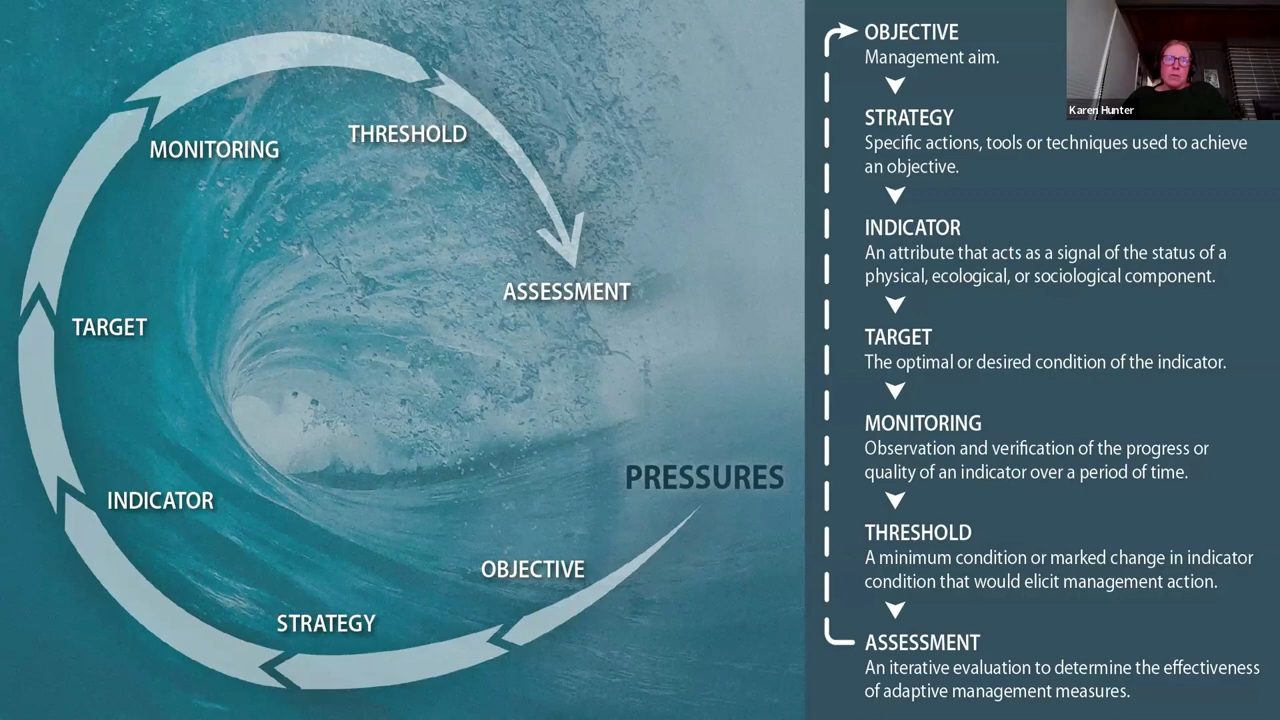 THRESHOLD
MONITORING
ASSESSMENT
TARGET
PRESSURES
INDICATOR
OBJECTIVE
STRATEGY
OBJECTIVE
Management aim.
STRATEGY
Specific actions, tools or techniques used to achieve
an objective.
INDICATOR
An attribute that acts as a signal of the status of a
physical, ecological, or sociological component.
TARGET
The optimal or desired condition of the indicator.
MONITORING
Observation and verification of the progress or
quality of an indicator over a period of time.
THRESHOLD
A minimum condition or marked change in indicator
condition that would elicit management action.
ASSESSMENT
An iterative evaluation to determine the effectiveness
of adaptive management measures.
Karen Hunter